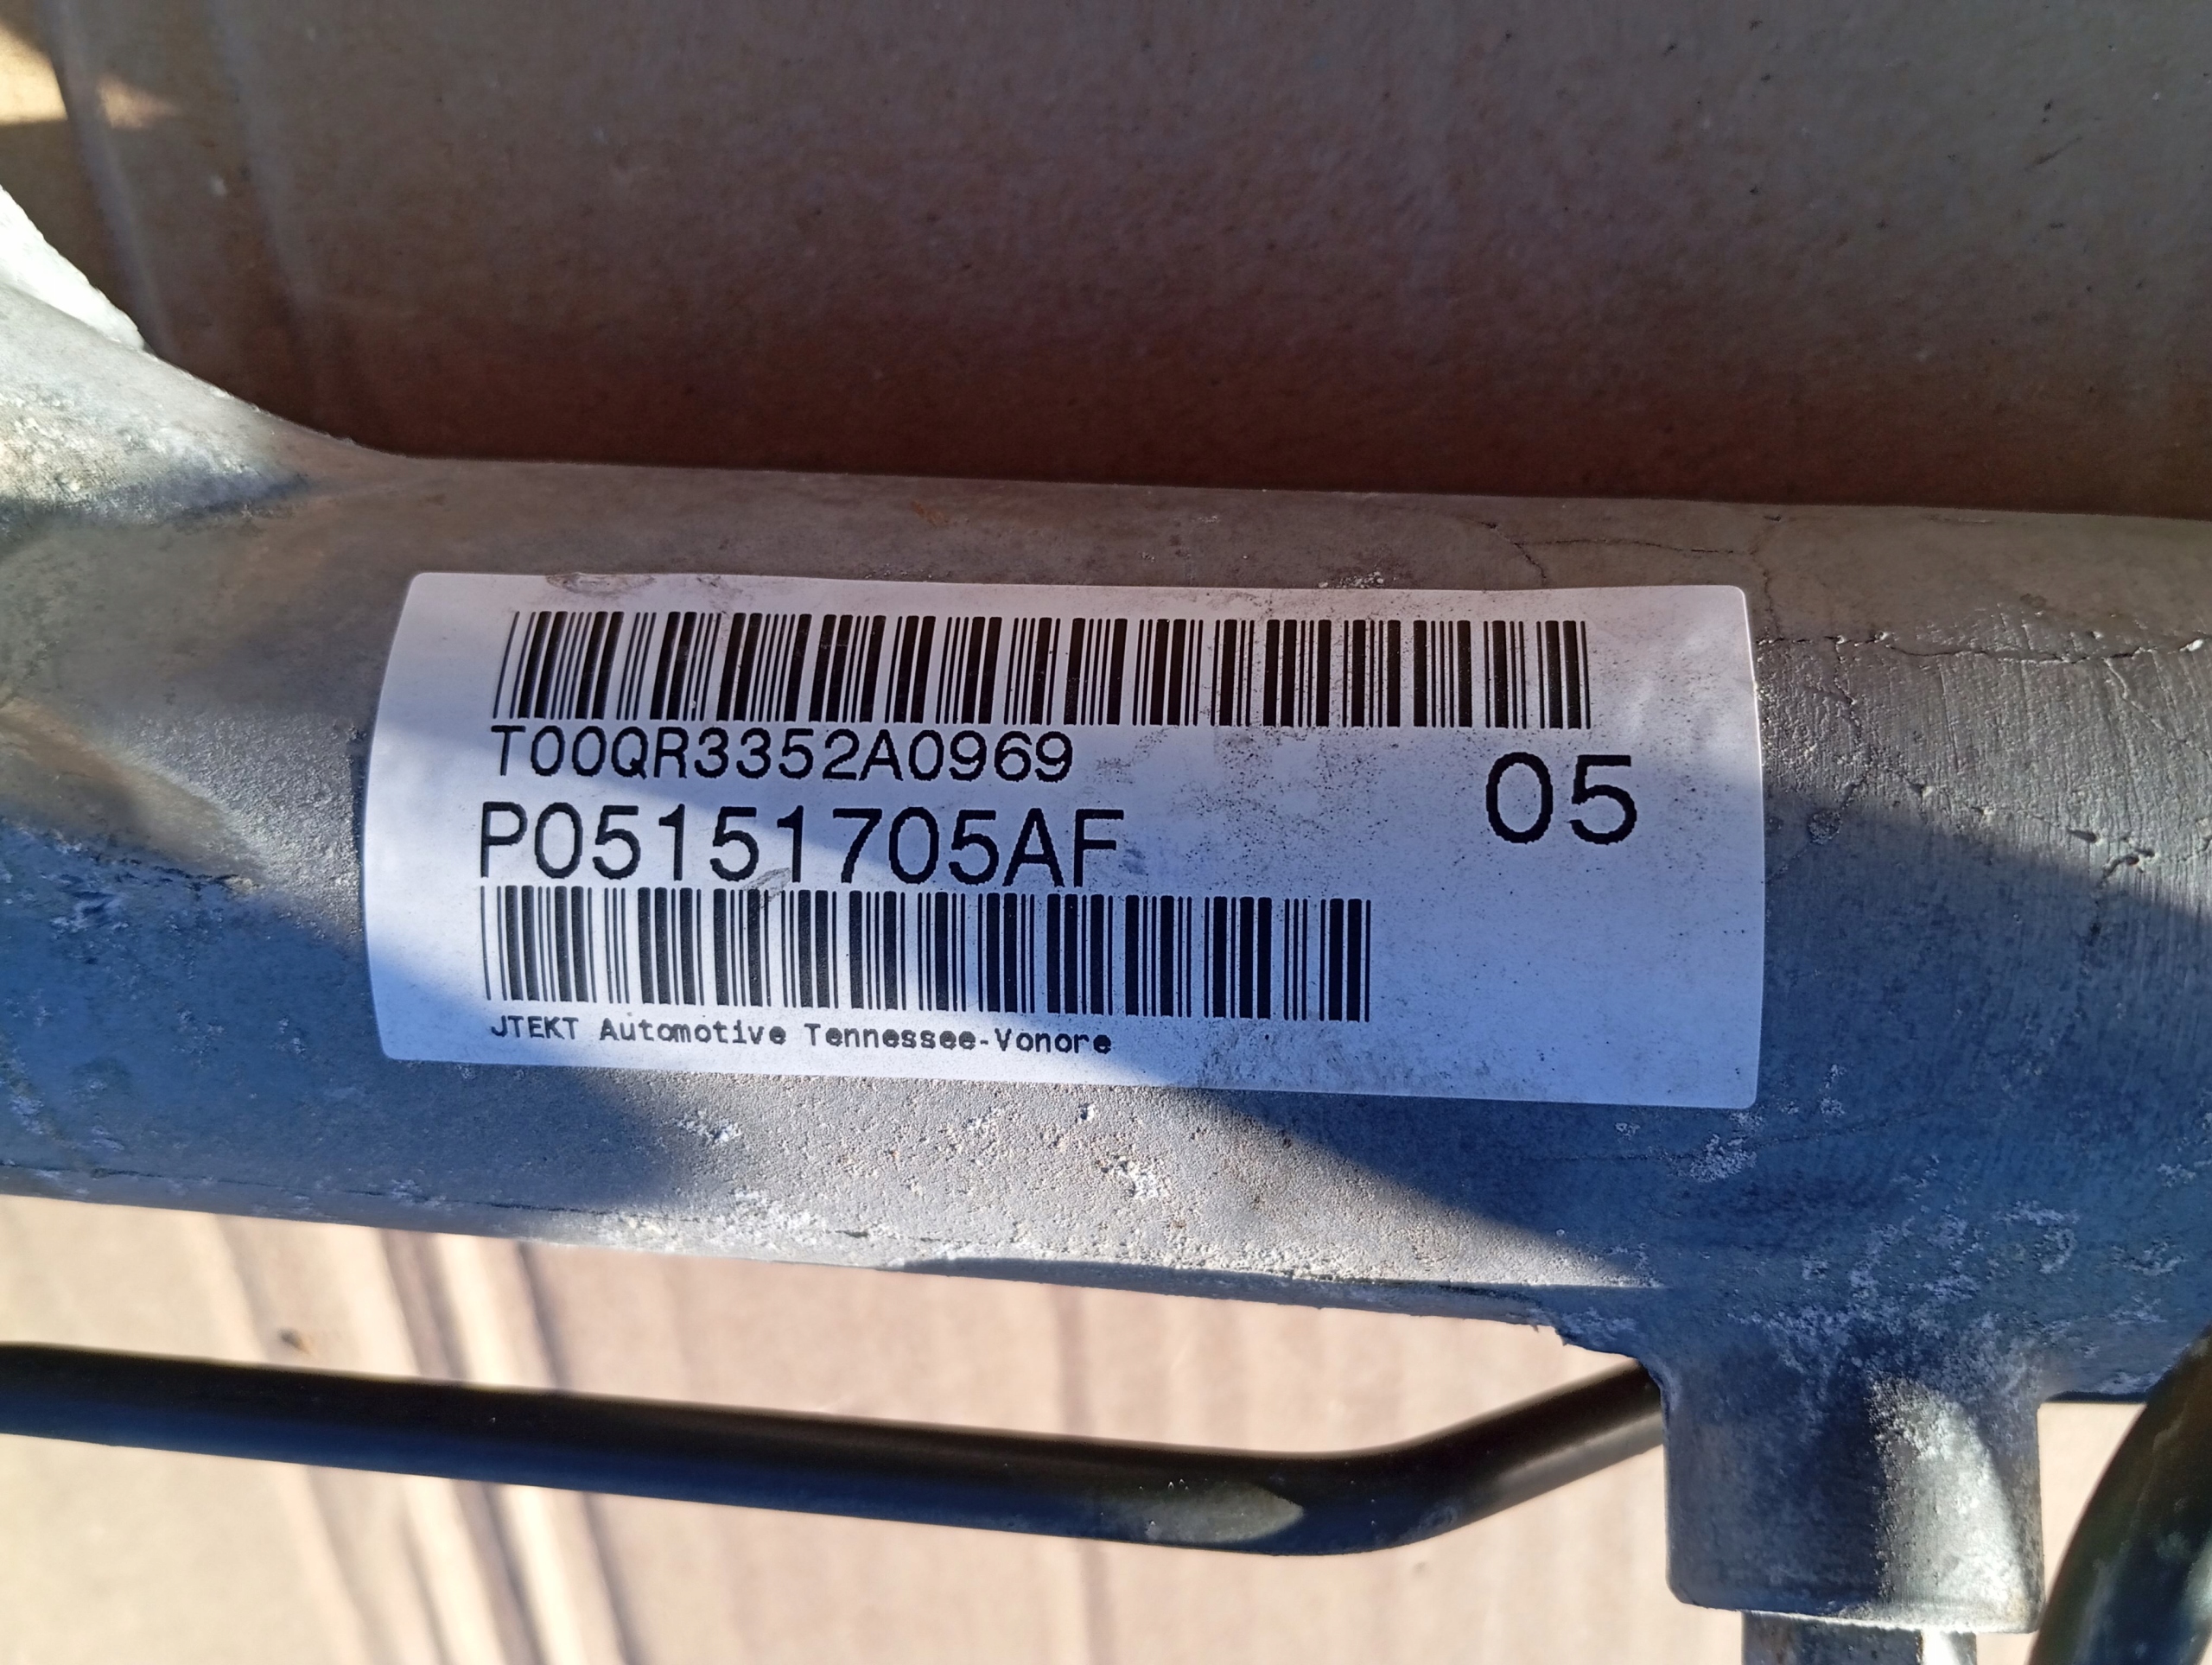 T00QR3352A0969
05
P05151705AF
JTEKT Automotive Tennessee-Vonore